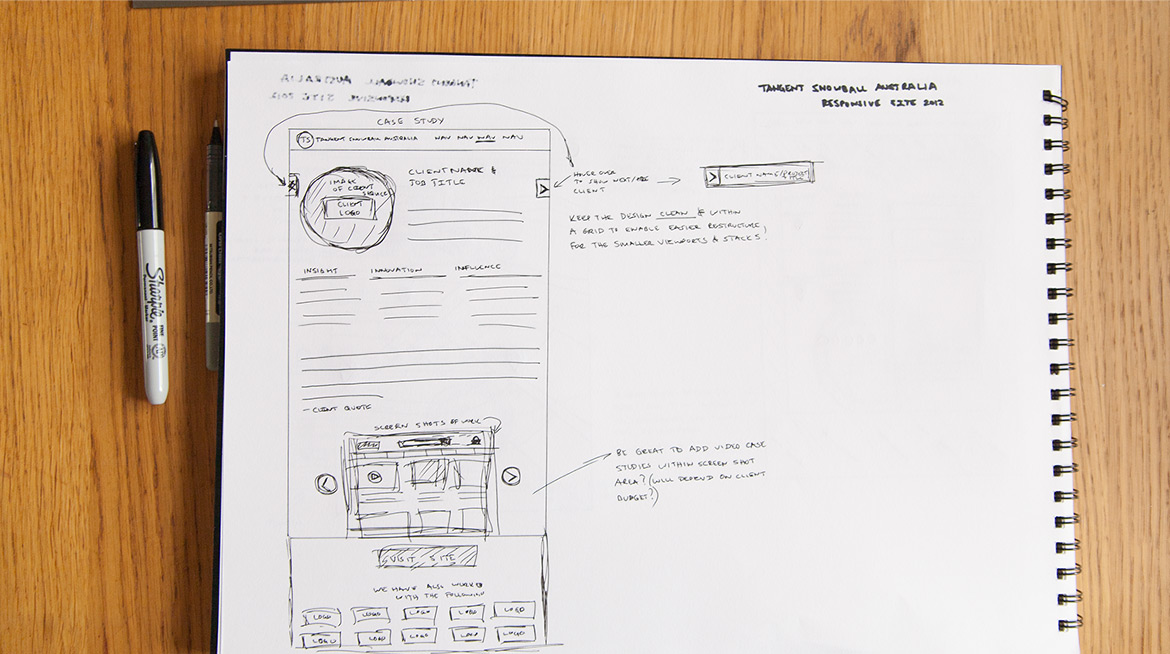 TANGENT SNOWBALL AUSTRALIA
RESPONSIVE SITE 2012
CASE STUDY
TS TANGENT SNOWBALL AUSTRALIA NAV NAV NAV NAV
IMAGE
OF CLIENT
SERVICE
CLIENT
LOGO
CLIENT NAME &
JOB TITLE
HOVER OVER
TO SHOW NEXT/PRE
CLIENT
CLIENT NAME/PROJECT
KEEP THE DESIGN CLEAN & WITHIN
A GRID TO ENABLE EASIER RESTRUCTURE,
FOR THE SMALLER VIEWPORTS & STACKS.
INSIGHT INNOVATION INFLUENCE
– CLIENT QUOTE
SCREEN SHOTS OF WORK
BE GREAT TO ADD VIDEO CASE
STUDIES WITHIN SCREEN SHOT
AREA? (WILL DEPEND ON CLIENT
BUDGET?)
VISIT SITE
WE HAVE ALSO WORKED
WITH THE FOLLOWING
LOGO LOGO LOGO LOGO LOGO
LOGO LOGO LOGO LOGO LOGO
Sharpie
FINE
POINT